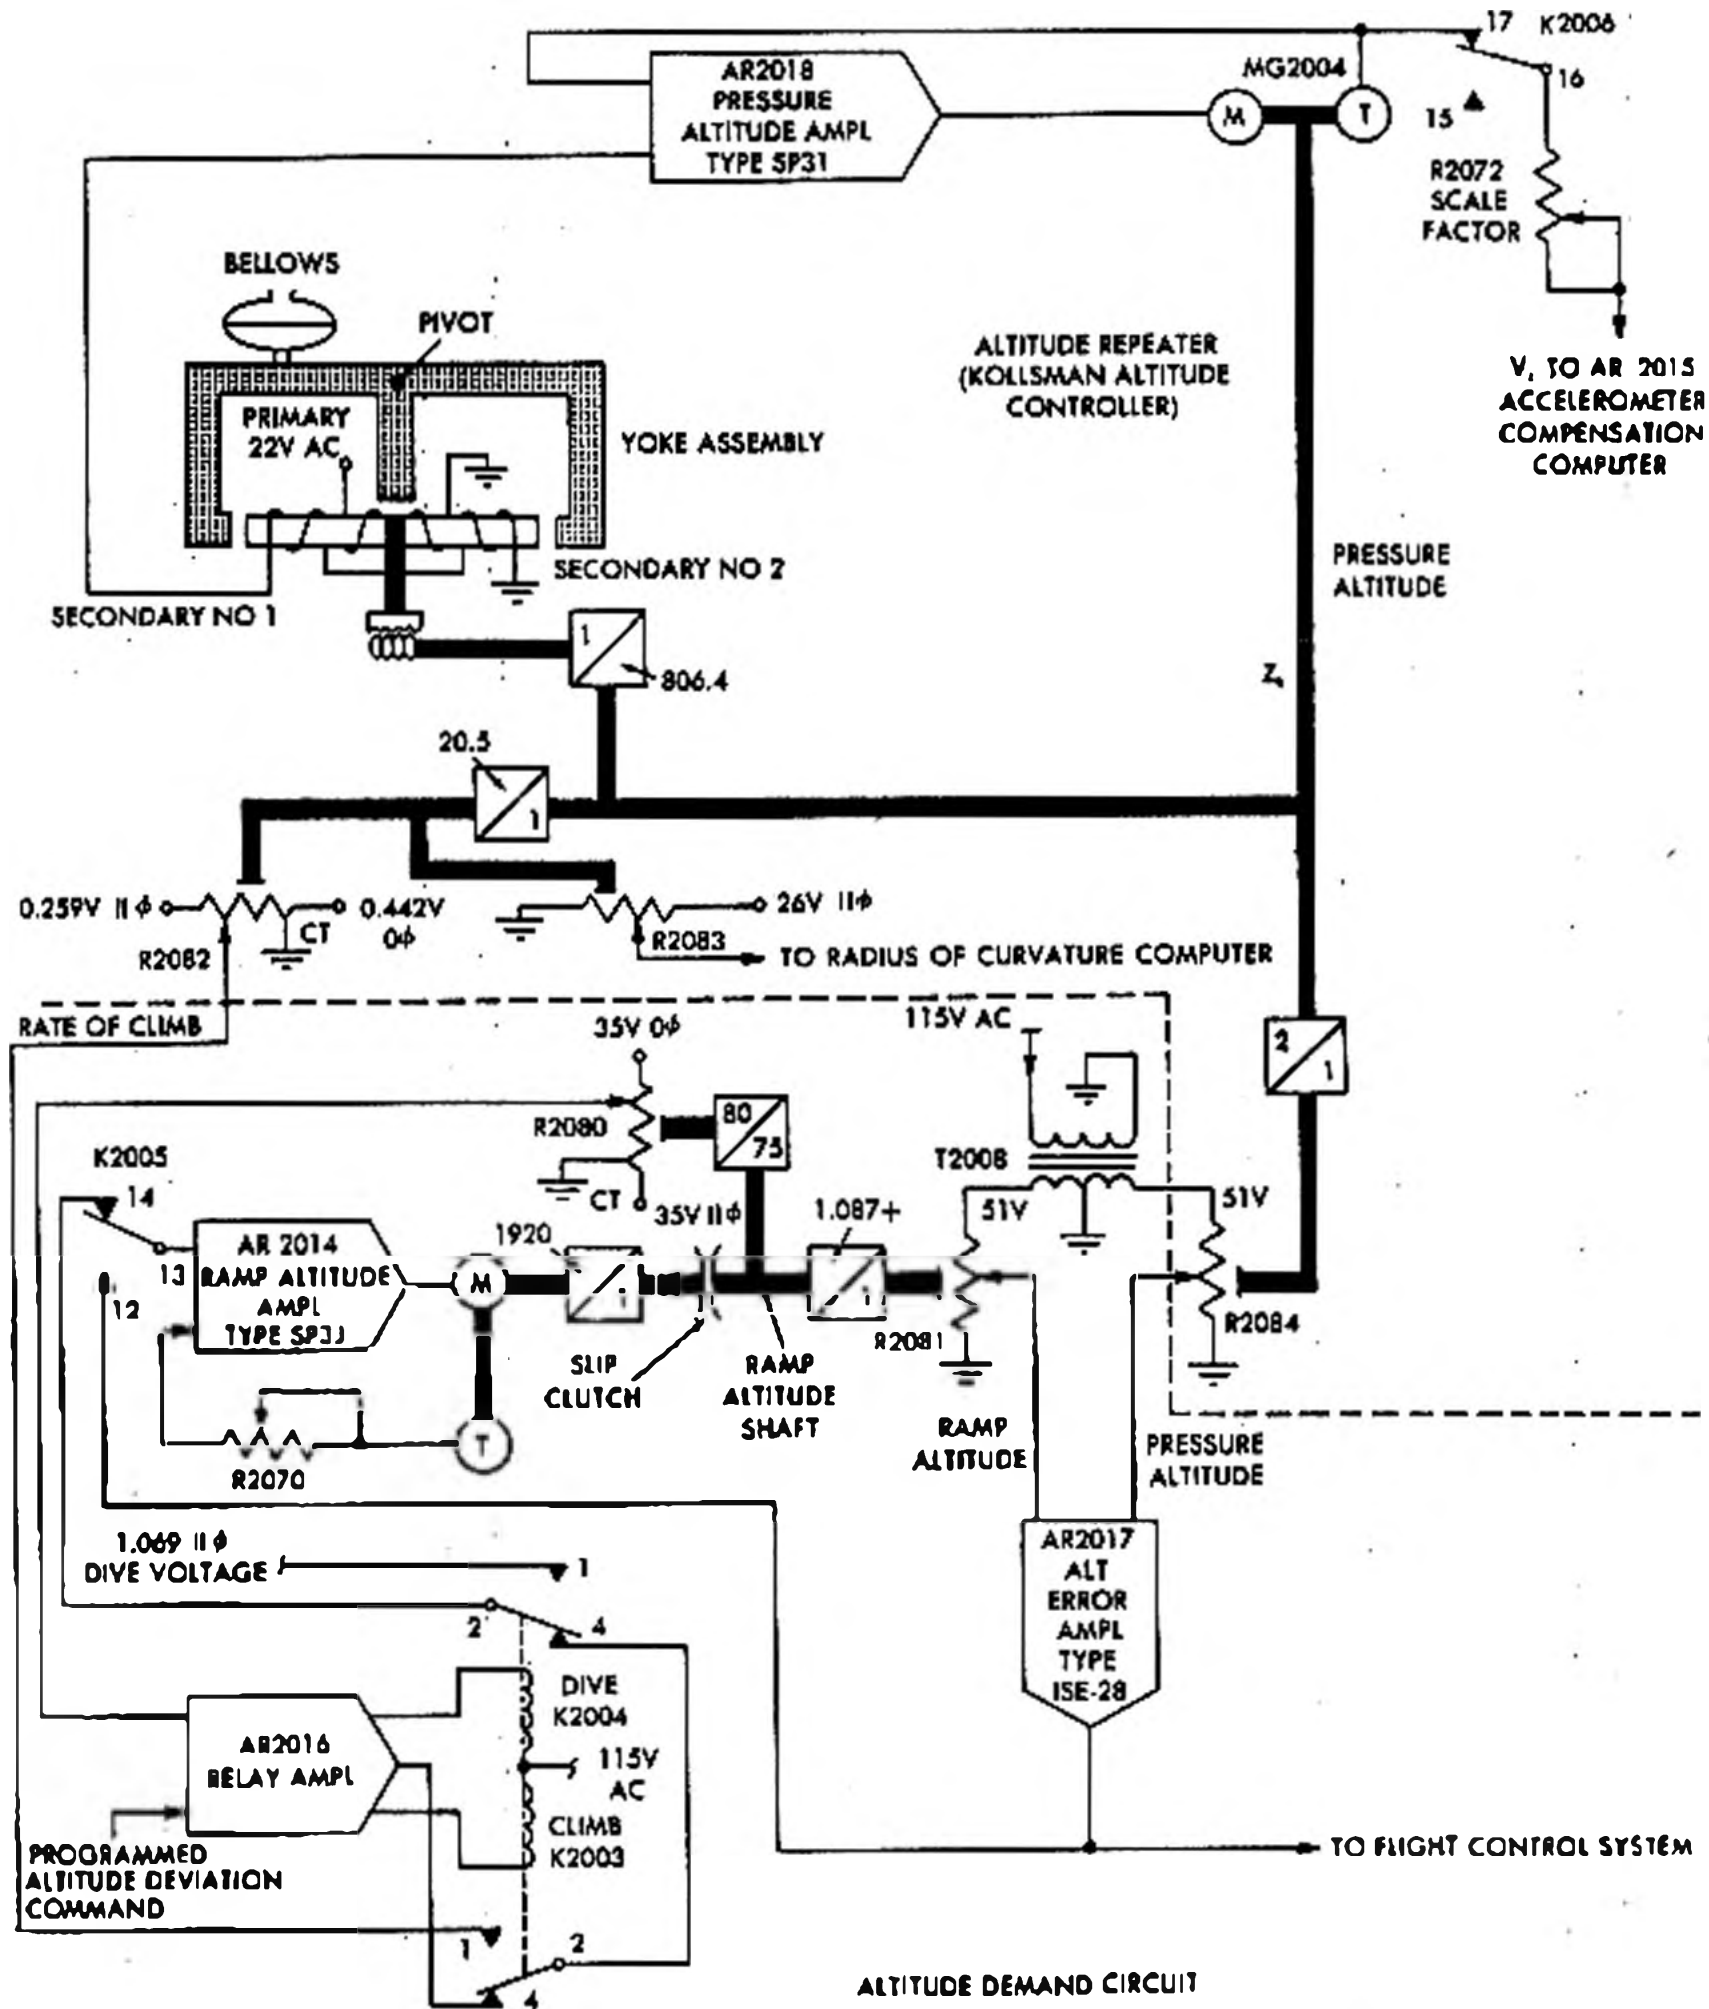 17 K2006
AR2018
PRESSURE
ALTITUDE AMPL
TYPE SP31
MG2004
M
T
16
15
R2072
SCALE
FACTOR
BELLOWS
PIVOT
ALTITUDE REPEATER
(KOLLSMAN ALTITUDE
CONTROLLER)
V, TO AR 2015
ACCELEROMETER
COMPENSATION
COMPUTER
PRIMARY
22V AC
YOKE ASSEMBLY
SECONDARY NO 2
SECONDARY NO 1
PRESSURE
ALTITUDE
1
806.4
Z,
20.5
1
0.259V II ϕ
0.442V
0ϕ
CT
R2082
26V IIϕ
R2083
TO RADIUS OF CURVATURE COMPUTER
RATE OF CLIMB
35V 0ϕ
115V AC
2
1
R2080
80
75
T2008
K2005
14
CT
35V IIϕ
1.087+
51V
51V
1920
AR 2014
RAMP ALTITUDE
AMPL
TYPE SP31
13
12
M
1
1
R2081
R2084
SLIP
CLUTCH
RAMP
ALTITUDE
SHAFT
RAMP
ALTITUDE
PRESSURE
ALTITUDE
T
R2070
1.069 II ϕ
DIVE VOLTAGE
1
2
4
AR2017
ALT
ERROR
AMPL
TYPE
ISE-28
DIVE
K2004
AR2016
RELAY AMPL
115V
AC
CLIMB
K2003
PROGRAMMED
ALTITUDE DEVIATION
COMMAND
TO FLIGHT CONTROL SYSTEM
1
2
4
ALTITUDE DEMAND CIRCUIT